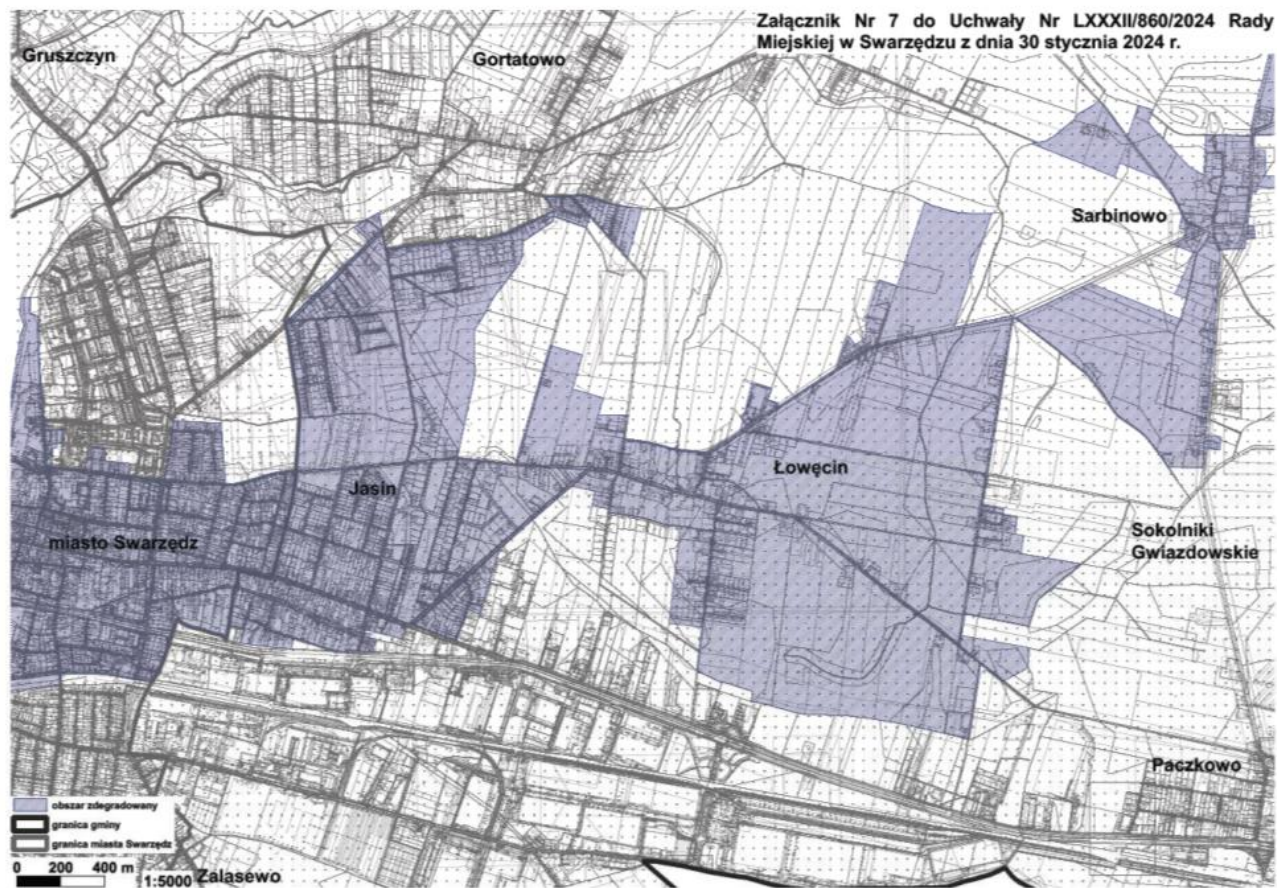 Załącznik Nr 7 do Uchwały Nr LXXXII/860/2024 Rady
Miejskiej w Swarzędzu z dnia 30 stycznia 2024 r.
Gruszczyn
Gortatowo
Sarbinowo
Łowęcin
Jasin
miasto Swarzędz
Sokolniki
Gwiazdowskie
Paczkowo
obszar zdegradowany
granica gminy
granica miasta Swarzędz
0 200 400 m
1:5000
Zalasewo